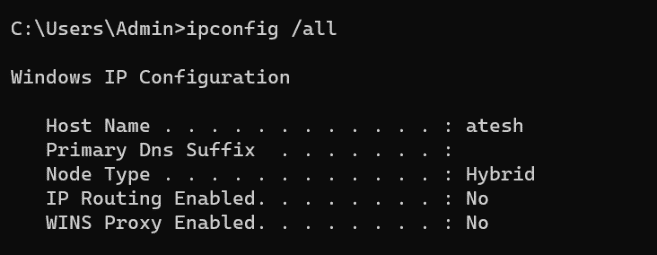 C:\Users\Admin>ipconfig /all
Windows IP Configuration
Host Name . . . . . . . . . . . . : atesh
Primary Dns Suffix  . . . . . . . :
Node Type . . . . . . . . . . . . : Hybrid
IP Routing Enabled. . . . . . . . : No
WINS Proxy Enabled. . . . . . . . : No